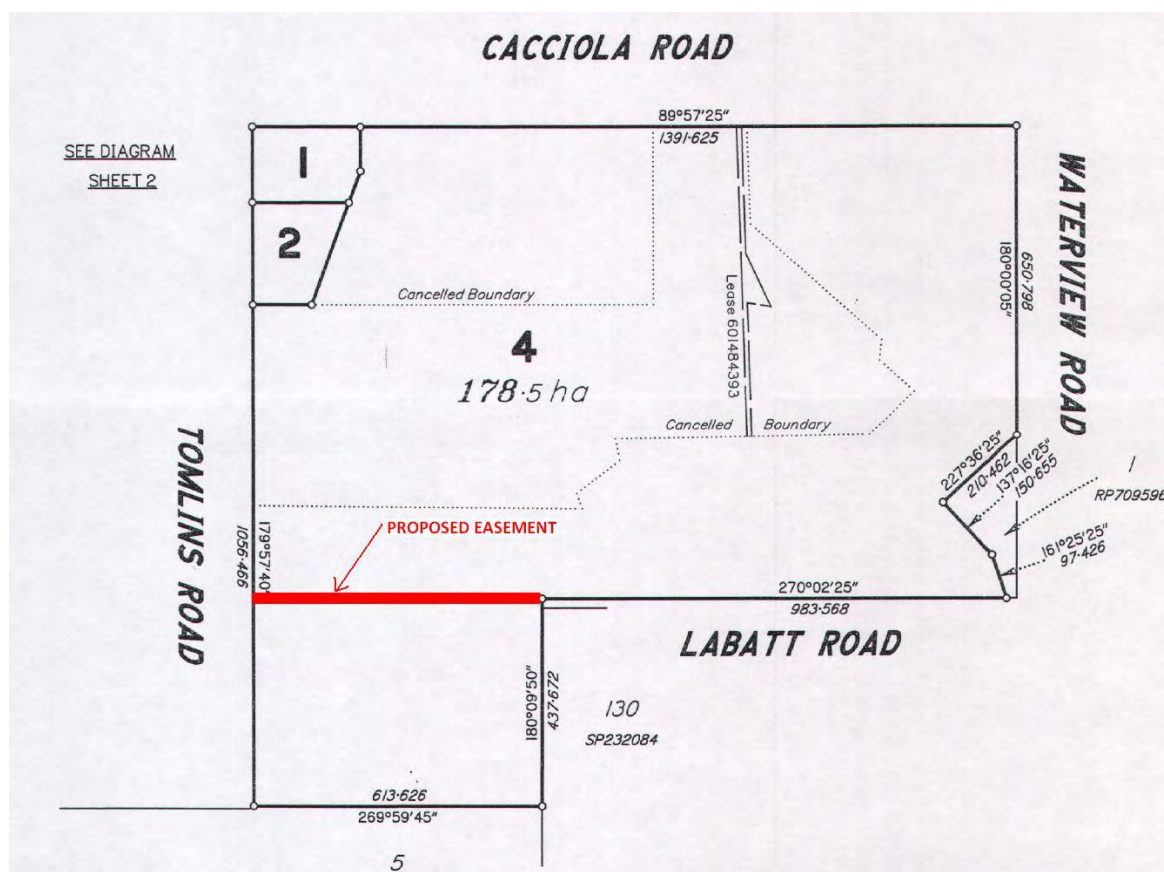 CACCIOLA ROAD
89°57'25"
1391·625
SEE DIAGRAM
SHEET 2
1
2
WATERVIEW ROAD
650·798
180°00'05"
Cancelled Boundary
Lease 601484393
4
178·5 ha
Cancelled Boundary
TOMLINS ROAD
227°36'25"
210·462
137°16'25"
150·655
1
RP709596
PROPOSED EASEMENT
179°57'40"
1056·466
161°25'25"
97·426
270°02'25"
983·568
LABATT ROAD
180°09'50"
437·672
130
SP232084
613·626
269°59'45"
5